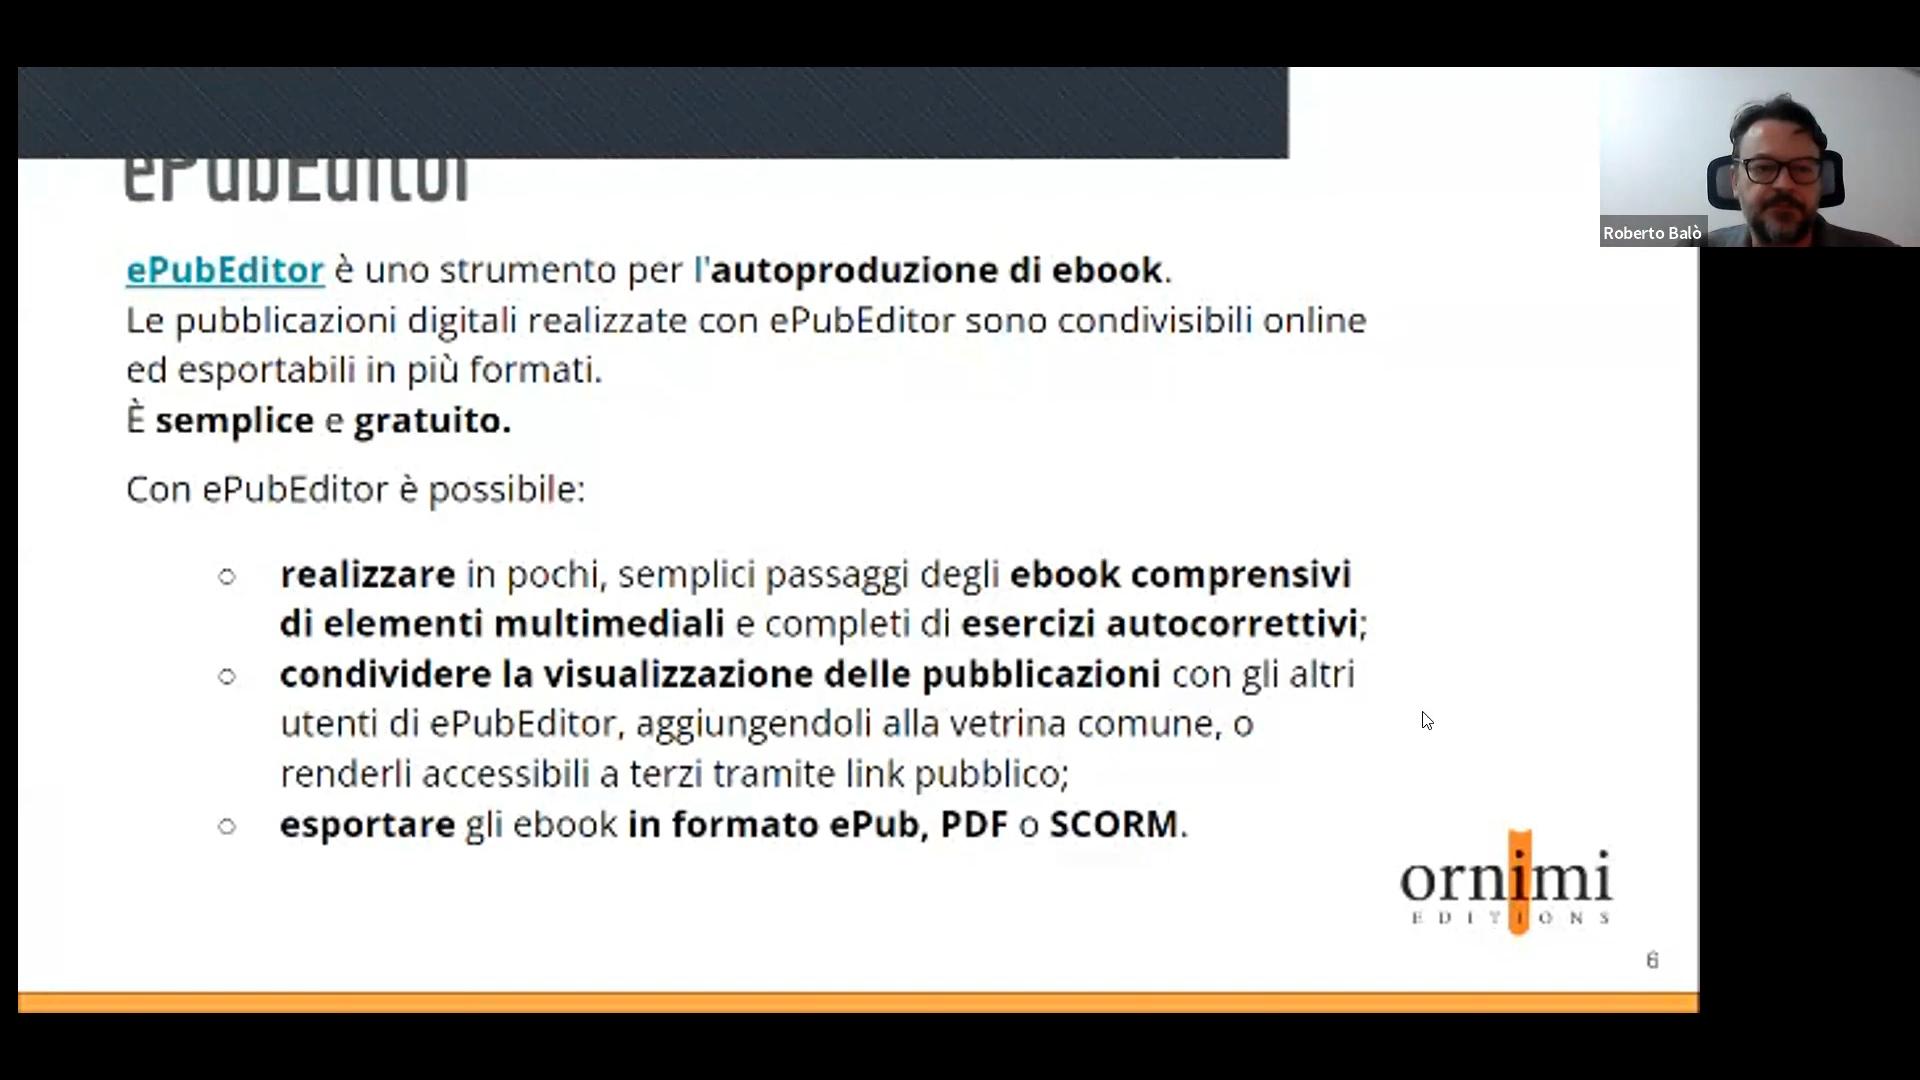 ePubEditor
Roberto Balò
ePubEditor è uno strumento per l'autoproduzione di ebook.
Le pubblicazioni digitali realizzate con ePubEditor sono condivisibili online
ed esportabili in più formati.
È semplice e gratuito.
Con ePubEditor è possibile:
○ realizzare in pochi, semplici passaggi degli ebook comprensivi
di elementi multimediali e completi di esercizi autocorrettivi;
○ condividere la visualizzazione delle pubblicazioni con gli altri
utenti di ePubEditor, aggiungendoli alla vetrina comune, o
renderli accessibili a terzi tramite link pubblico;
○ esportare gli ebook in formato ePub, PDF o SCORM.
ornimi
EDITIONS
6